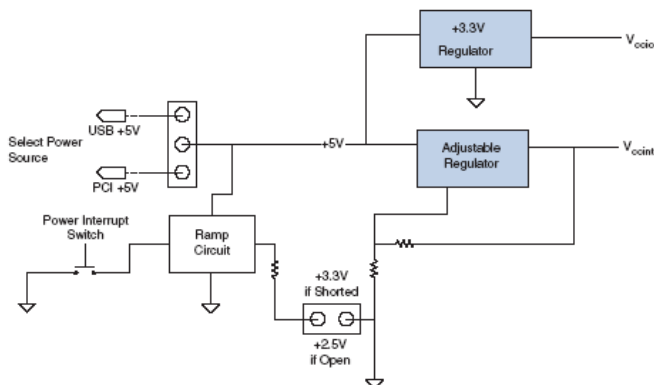 +3.3V
Regulator
Vccio
USB +5V
Select Power
Source
+5V
Adjustable
Regulator
Vccint
PCI +5V
Power Interrupt
Switch
Ramp
Circuit
+3.3V
if Shorted
+2.5V
if Open